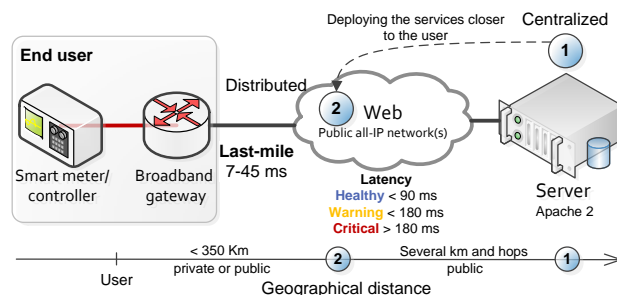 Deploying the services closer
to the user
Centralized
1
End user
Distributed
2
Web
Public all-IP network(s)
Last-mile
7-45 ms
Smart meter/
controller
Broadband
gateway
Latency
Healthy < 90 ms
Warning < 180 ms
Critical > 180 ms
Server
Apache 2
< 350 Km
private or public
2
Several km and hops
public
1
User
Geographical distance